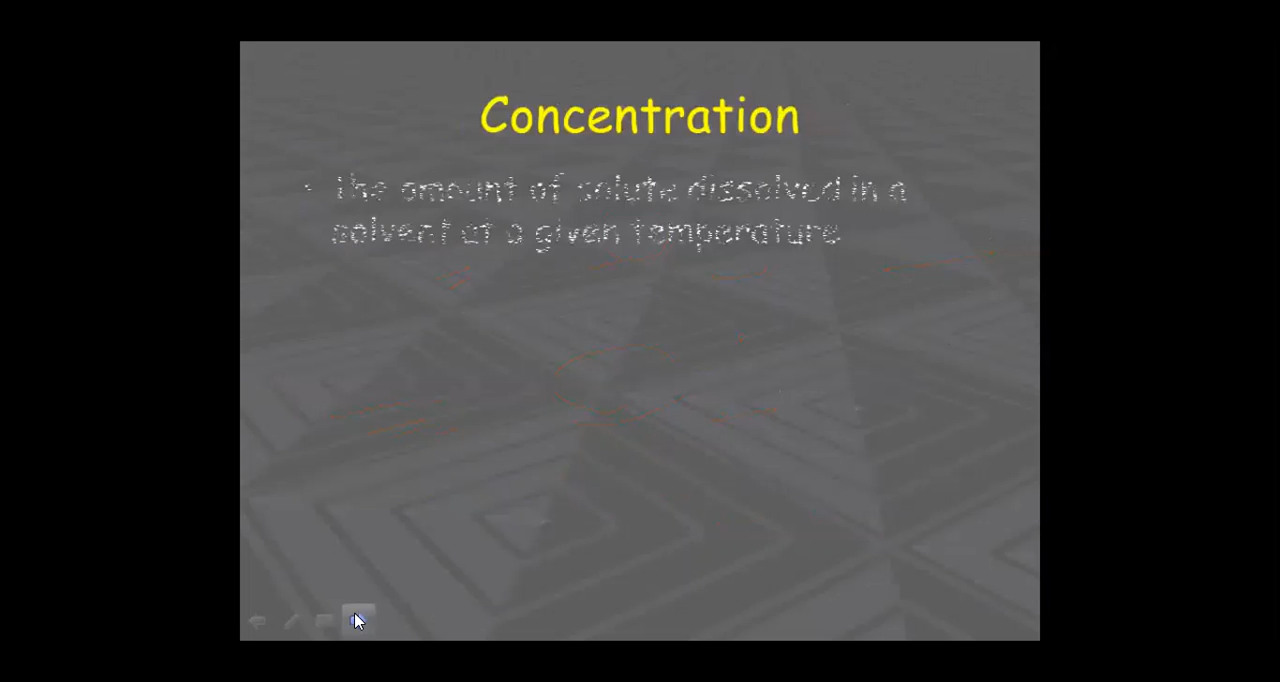 Concentration
• The amount of solute dissolved in a
solvent at a given temperature